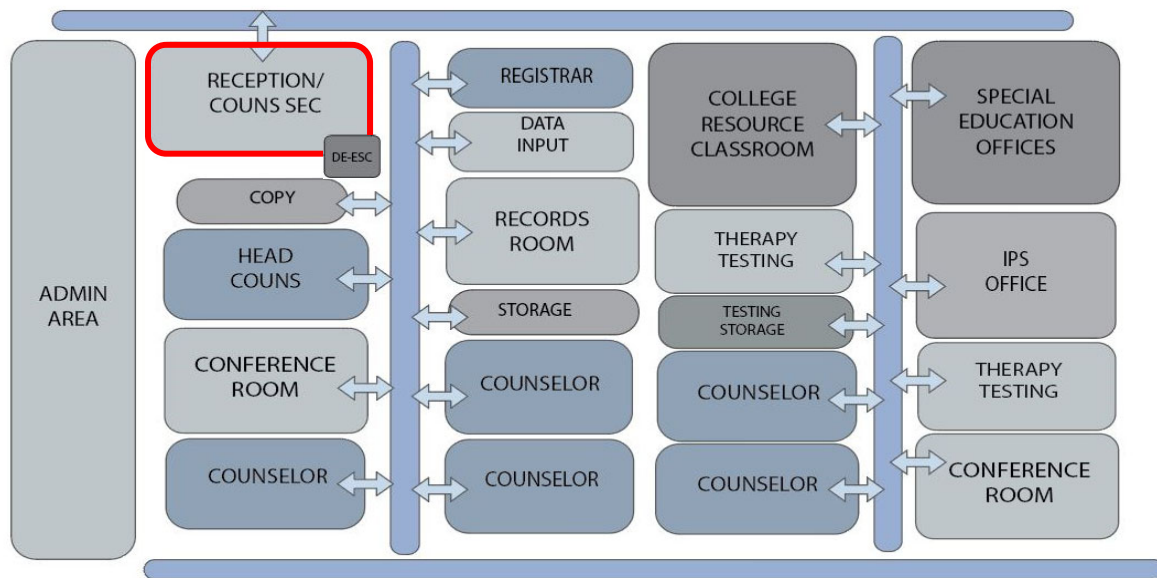 ADMIN
AREA
RECEPTION/
COUNS SEC
DE-ESC
COPY
HEAD
COUNS
CONFERENCE
ROOM
COUNSELOR
REGISTRAR
DATA
INPUT
RECORDS
ROOM
STORAGE
COUNSELOR
COUNSELOR
COLLEGE
RESOURCE
CLASSROOM
THERAPY
TESTING
TESTING
STORAGE
COUNSELOR
COUNSELOR
SPECIAL
EDUCATION
OFFICES
IPS
OFFICE
THERAPY
TESTING
CONFERENCE
ROOM